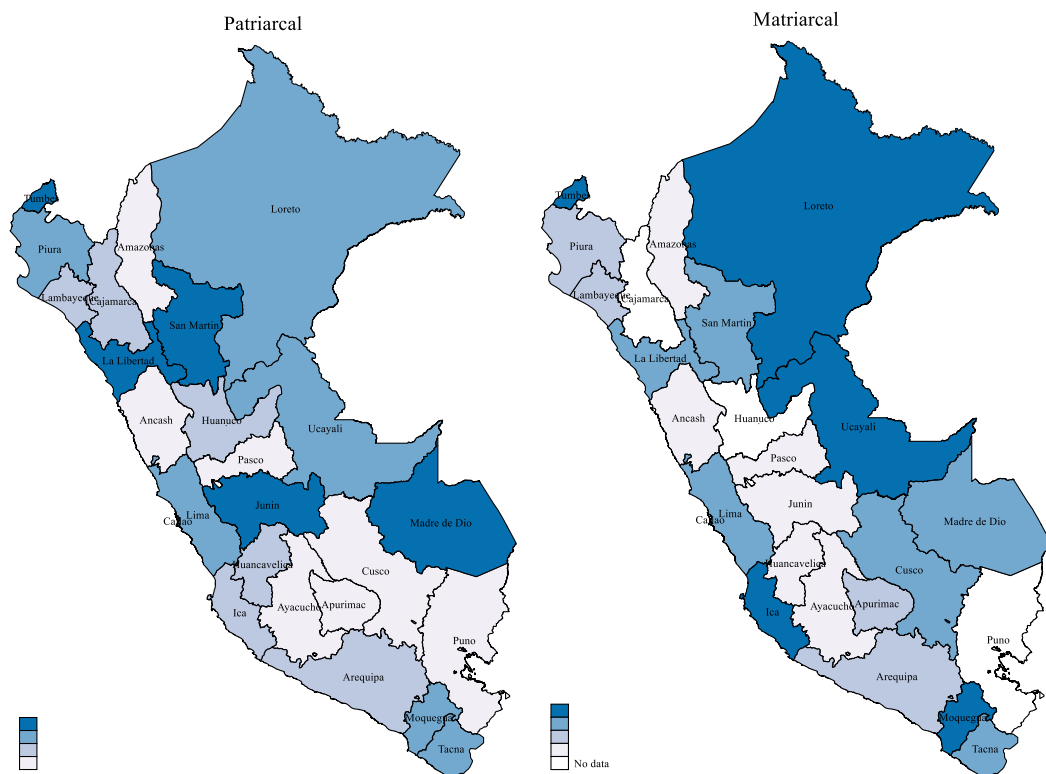 Patriarcal
Loreto
Tumbes
Piura
Amazonas
Lambayeque
Cajamarca
San Martin
La Libertad
Ancash
Huanuco
Ucayali
Pasco
Junin
Lima
Callao
Madre de Dio
Huancavelica
Cusco
Ica
Ayacucho
Apurimac
Puno
Arequipa
Moquegua
Tacna
Matriarcal
Loreto
Tumbes
Piura
Amazonas
Lambayeque
Cajamarca
San Martin
La Libertad
Ancash
Huanuco
Ucayali
Pasco
Junin
Lima
Callao
Madre de Dio
Huancavelica
Cusco
Ica
Ayacucho
Apurimac
Puno
Arequipa
Moquegua
Tacna
No data